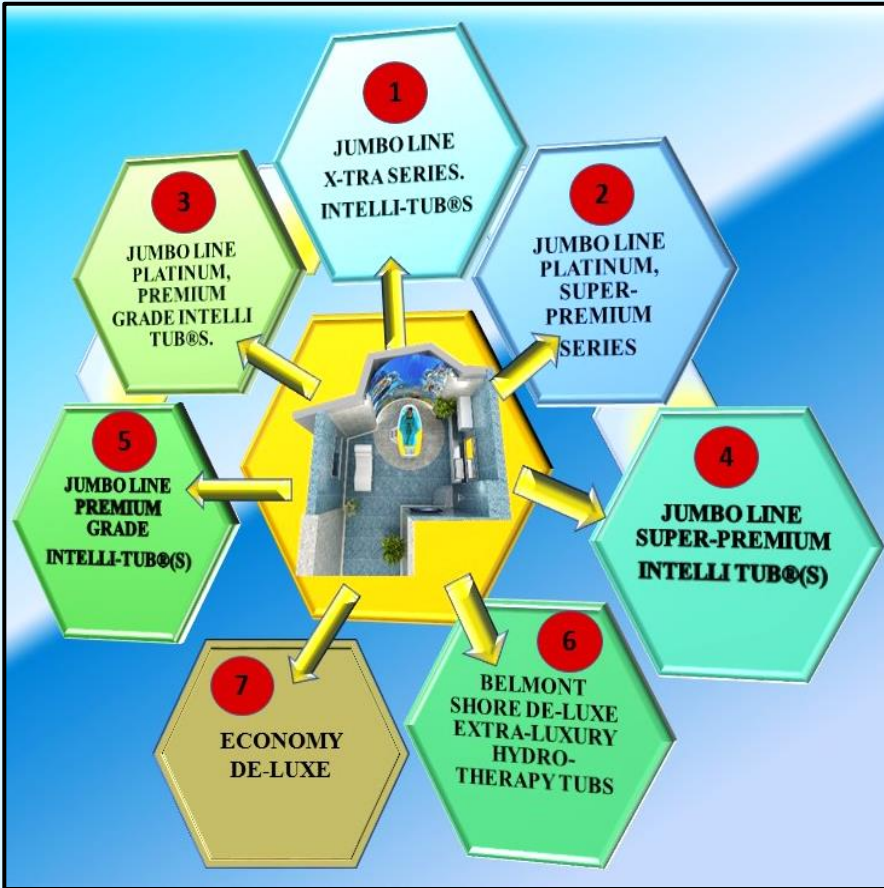 1
JUMBO LINE
X-TRA SERIES.
INTELLI-TUB®S
2
JUMBO LINE
PLATINUM,
SUPER-
PREMIUM
SERIES
3
JUMBO LINE
PLATINUM,
PREMIUM
GRADE INTELLI
TUB®S.
4
JUMBO LINE
SUPER-PREMIUM
INTELLI TUB®(S)
5
JUMBO LINE
PREMIUM
GRADE
INTELLI-TUB®(S)
6
BELMONT
SHORE DE-LUXE
EXTRA-LUXURY
HYDRO-
THERAPY TUBS
7
ECONOMY
DE-LUXE